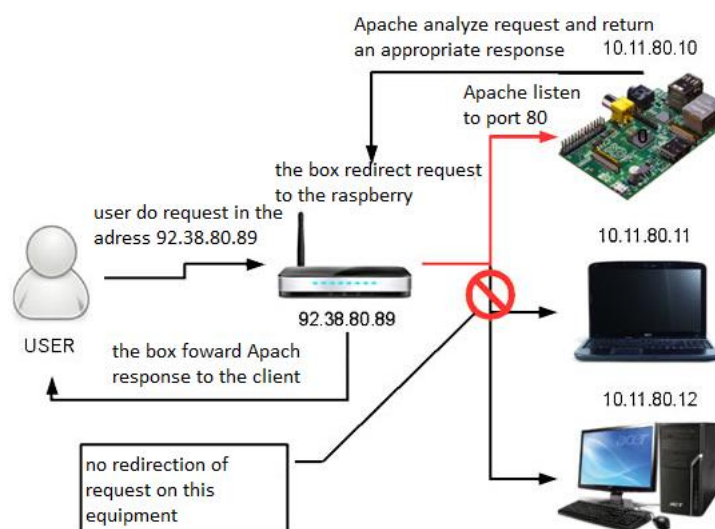 Apache analyze request and return
an appropriate response
10.11.80.10
Apache listen
to port 80
the box redirect request
to the raspberry
user do request in the
adress 92.38.80.89
10.11.80.11
92.38.80.89
USER
the box foward Apach
response to the client
10.11.80.12
no redirection of
request on this
equipment
acer